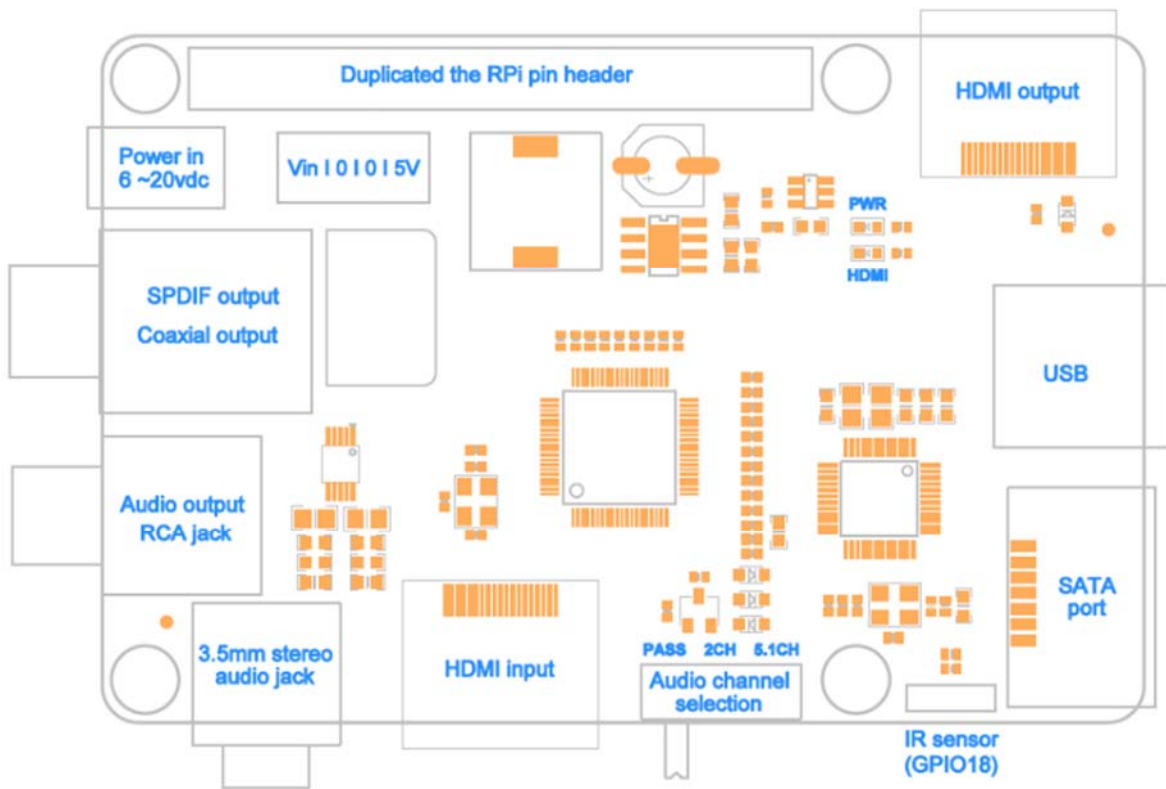 Duplicated the RPi pin header
HDMI output
Power in
6 ~20vdc
Vin I 0 I 0 I 5V
PWR
HDMI
SPDIF output
Coaxial output
USB
Audio output
RCA jack
SATA
port
3.5mm stereo
audio jack
HDMI input
PASS 2CH 5.1CH
Audio channel
selection
IR sensor
(GPIO18)